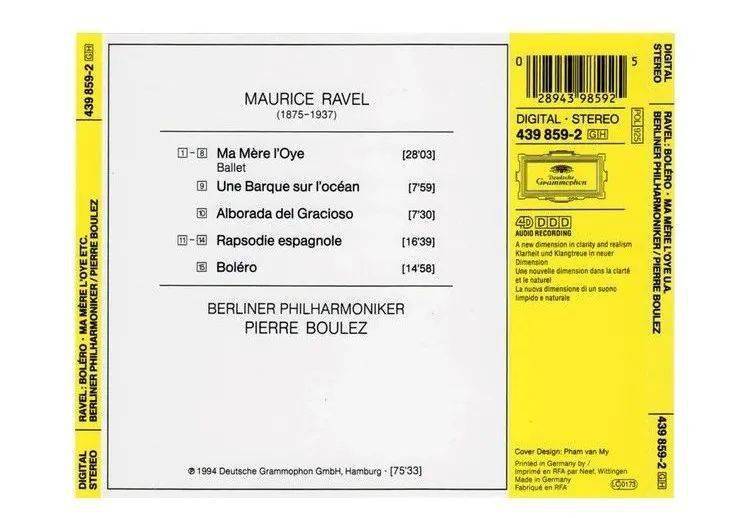 439 859-2 GH
RAVEL: BOLÉRO · MA MÈRE L'OYE ETC.
BERLINER PHILHARMONIKER / PIERRE BOULEZ
DIGITAL
STEREO
MAURICE RAVEL
(1875-1937)
1 - 8 Ma Mère l'Oye [28'03]
Ballet
9 Une Barque sur l'océan [7'59]
10 Alborada del Gracioso [7'30]
11 - 14 Rapsodie espagnole [16'39]
15 Boléro [14'58]
BERLINER PHILHARMONIKER
PIERRE BOULEZ
℗ 1994 Deutsche Grammophon GmbH, Hamburg · [75'33]
0 28943 98592 5
DIGITAL · STEREO
439 859-2 GH
POL 925
Deutsche
Grammophon
4D DDD
AUDIO RECORDING
A new dimension in clarity and realism
Klarheit und Klangtreue in neuer
Dimension
Une nouvelle dimension dans la clarté
et le naturel
La nuova dimensione di un suono
limpido e naturale
Cover Design: Pham van My
Printed in Germany by /
Imprimé en RFA par Neef, Wittingen
Made in Germany
Fabriqué en RFA
LC 0173
DIGITAL
STEREO
RAVEL: BOLÉRO · MA MÈRE L'OYE U.A.
BERLINER PHILHARMONIKER / PIERRE BOULEZ
439 859-2 GH